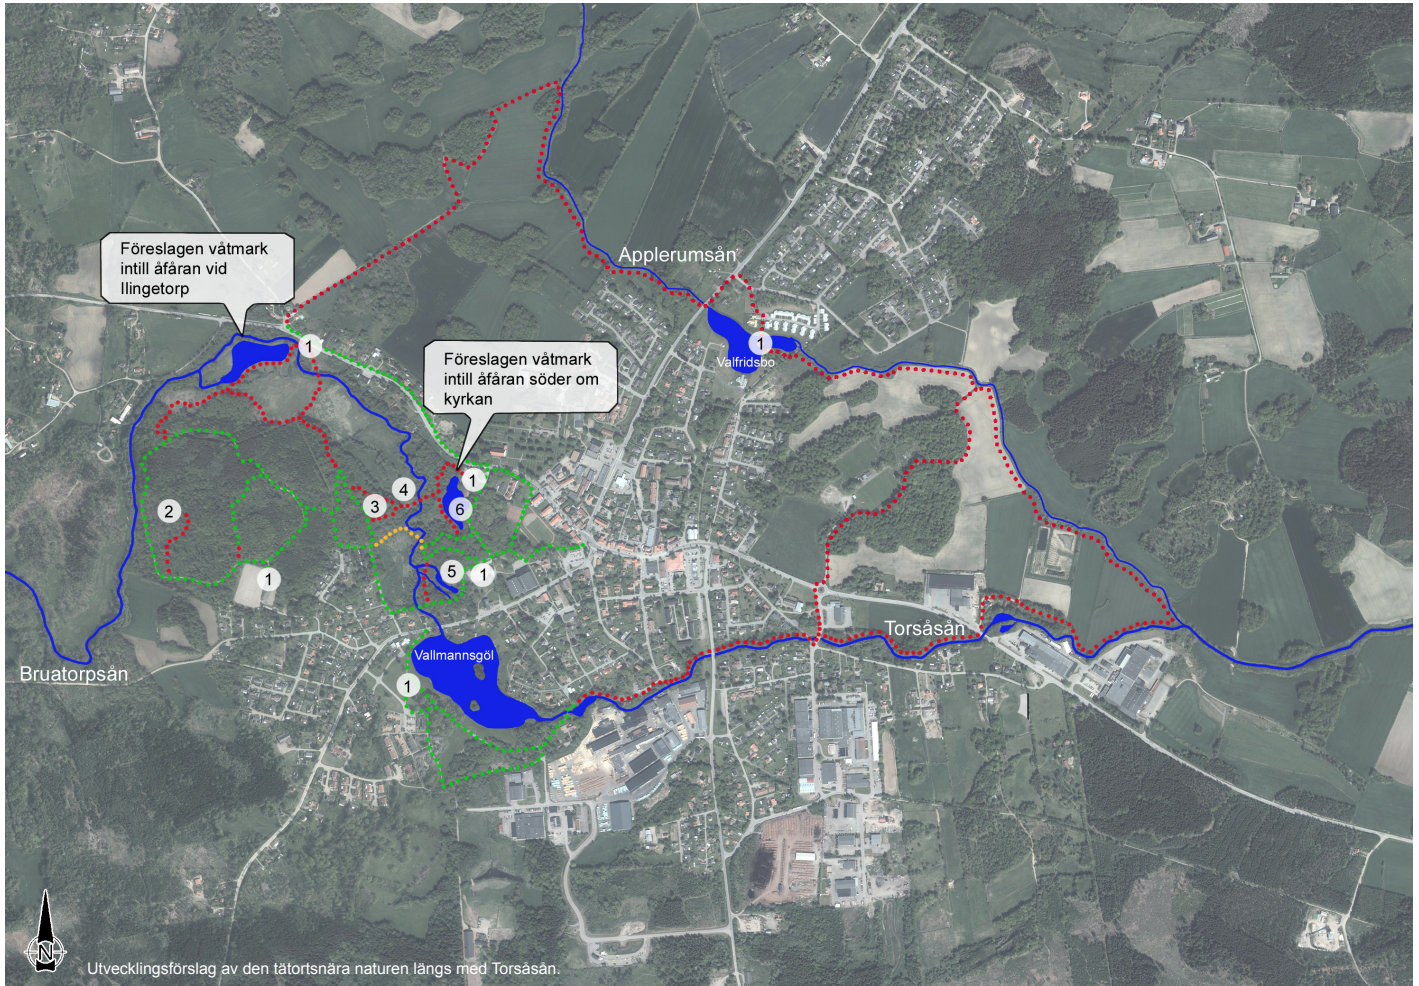 Föreslagen våtmark
intill åfåran vid
Ilingetorp
Applerumsån
1
Föreslagen våtmark
intill åfåran söder om
kyrkan
1
Valfridsbo
4
1
2
3
6
5
1
1
Torsåsån
Vallmannsgöl
Bruatorpsån
1
N
Utvecklingsförslag av den tätortsnära naturen längs med Torsåsån.